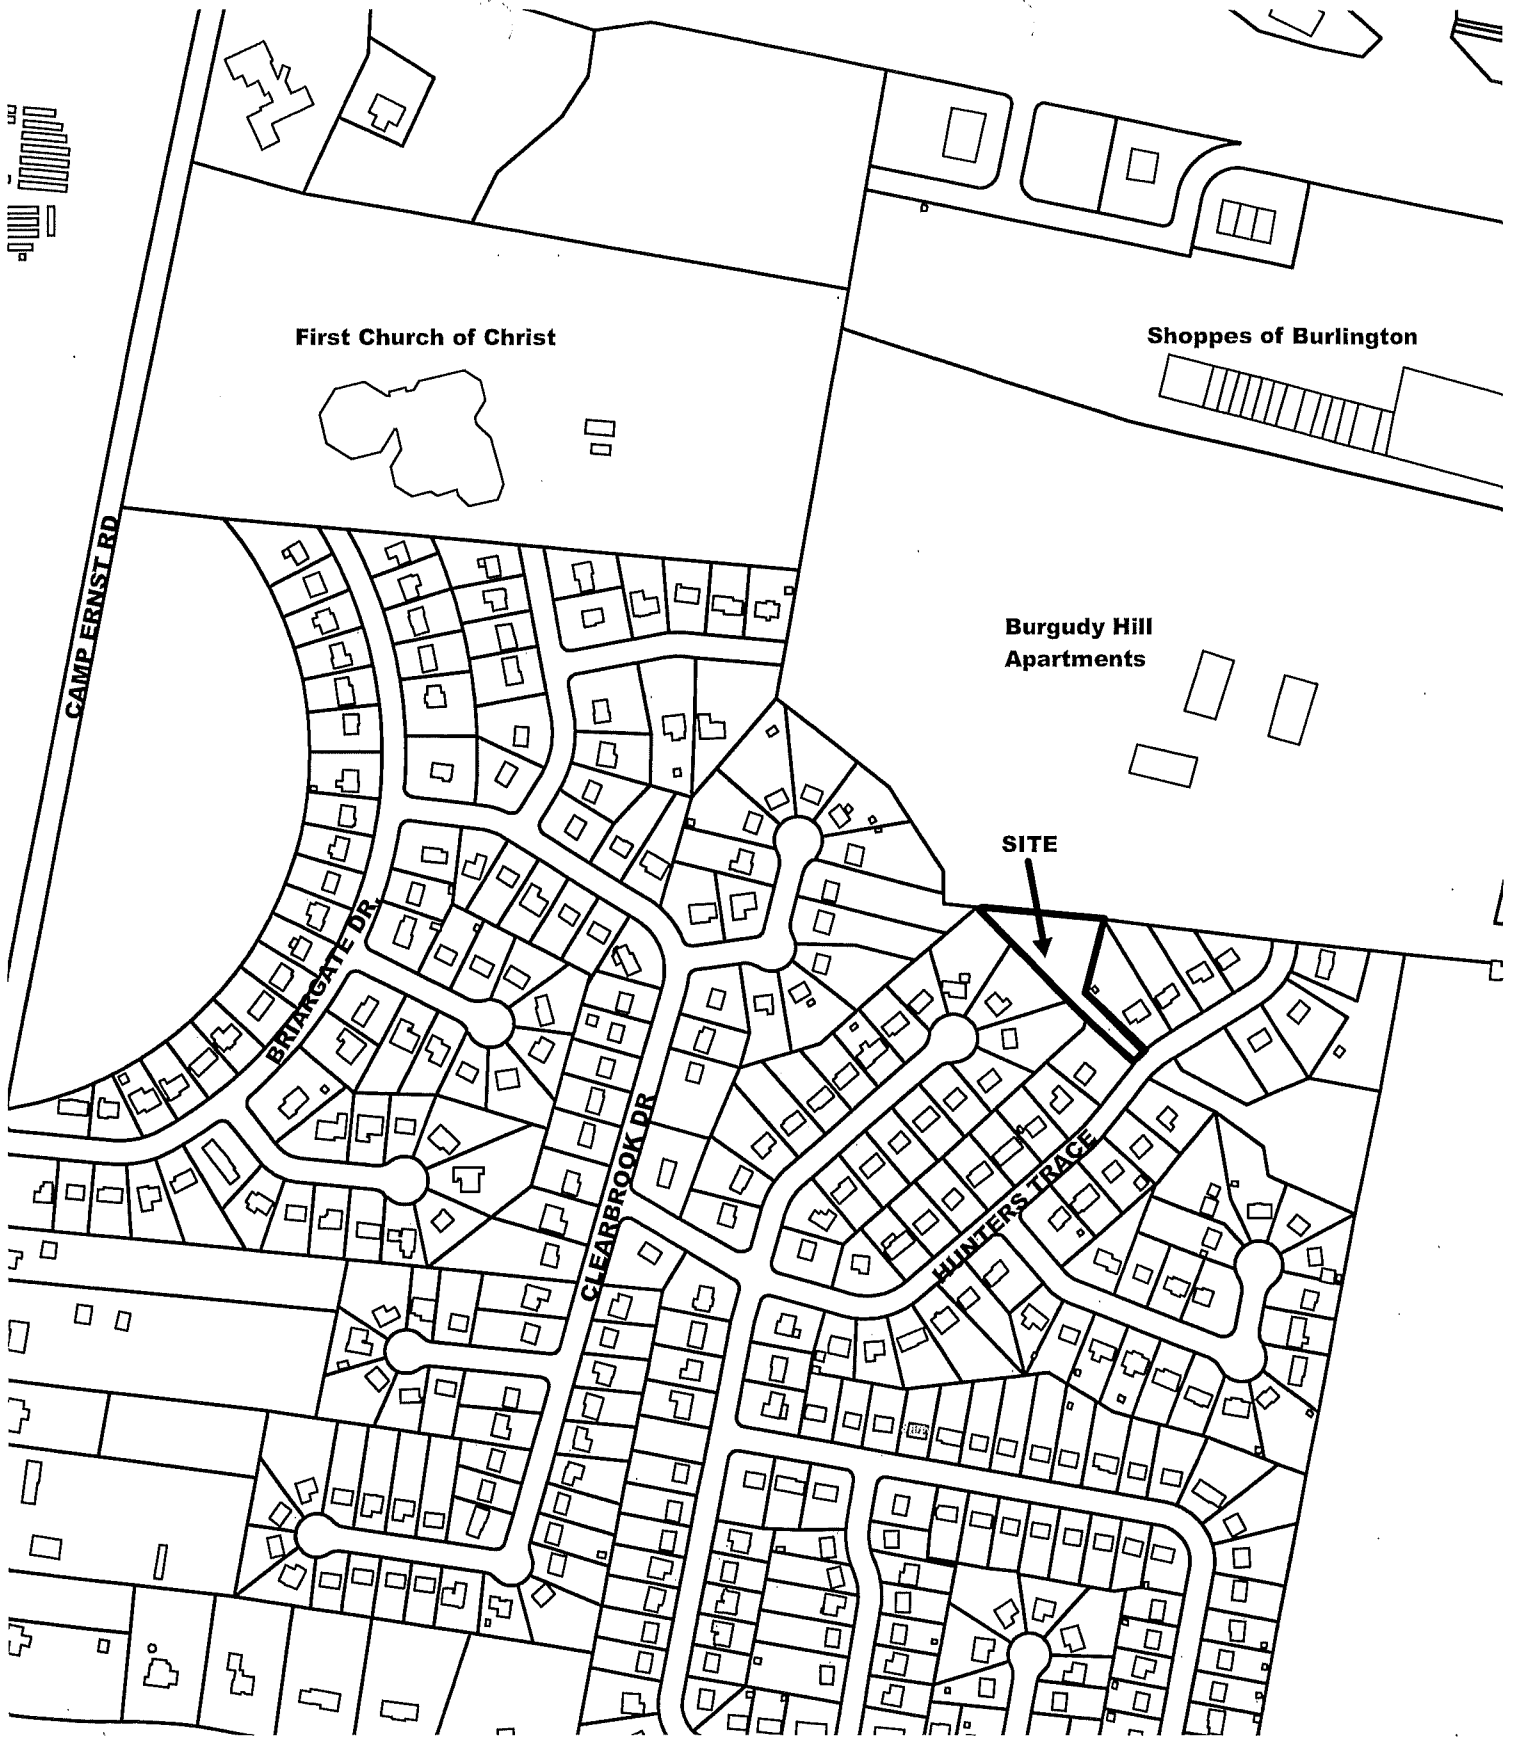 First Church of Christ
Shoppes of Burlington
CAMP ERNST RD
Burgudy Hill
Apartments
SITE
BRIARGATE DR.
CLEARBROOK DR
HUNTERS TRACE